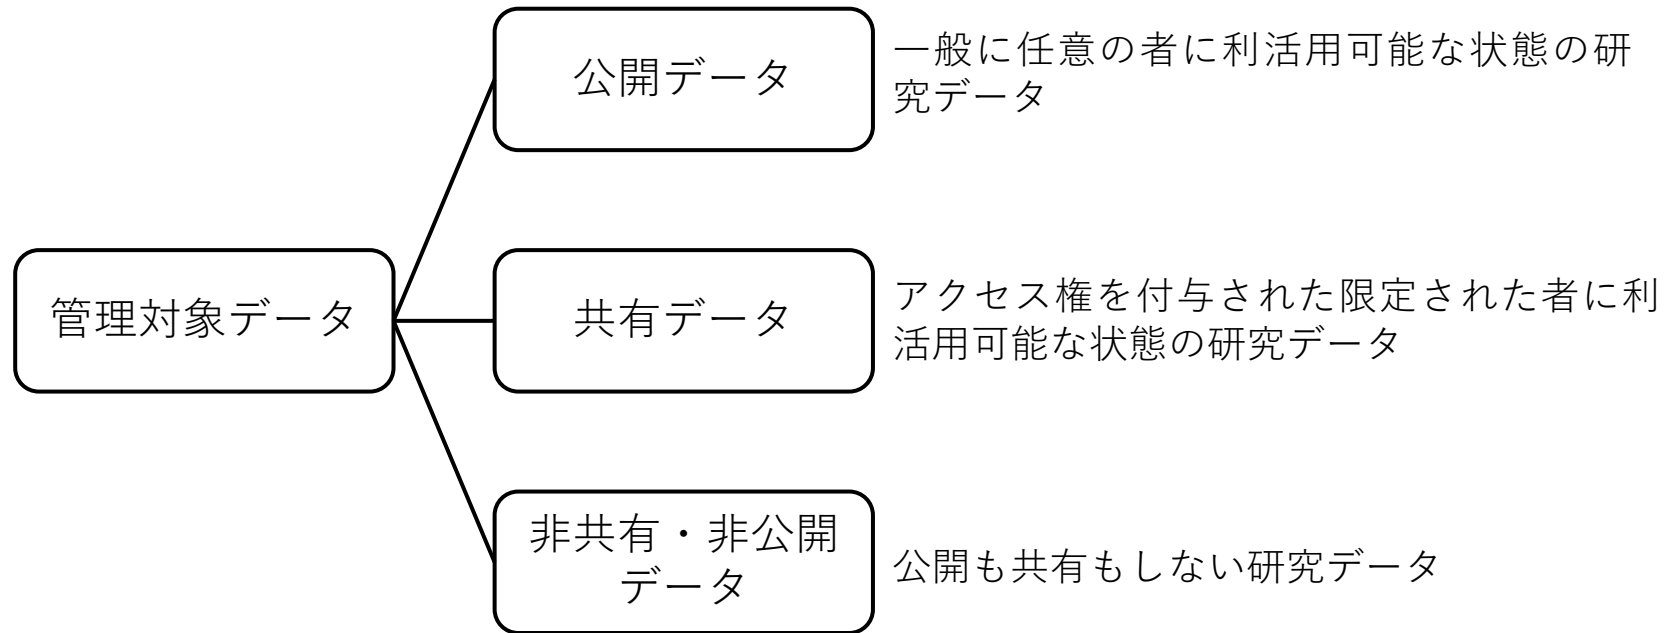 公開データ
一般に任意の者に利活用可能な状態の研
究データ
管理対象データ
共有データ
アクセス権を付与された限定された者に利
活用可能な状態の研究データ
非共有・非公開
データ
公開も共有もしない研究データ